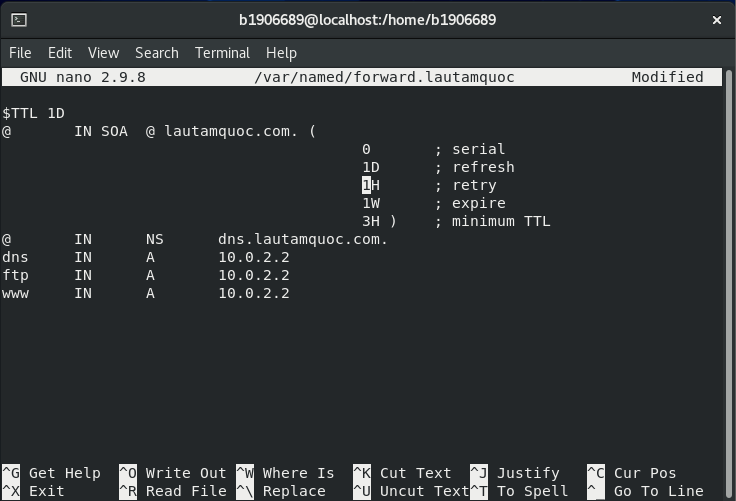 b1906689@localhost:/home/b1906689
File Edit View Search Terminal Help
GNU nano 2.9.8 /var/named/forward.lautamquoc Modified
$TTL 1D
@ IN SOA @ lautamquoc.com. (
0 ; serial
1D ; refresh
1H ; retry
1W ; expire
3H ) ; minimum TTL
@ IN NS dns.lautamquoc.com.
dns IN A 10.0.2.2
ftp IN A 10.0.2.2
www IN A 10.0.2.2
^G Get Help ^O Write Out ^W Where Is ^K Cut Text ^J Justify ^C Cur Pos
^X Exit ^R Read File ^\ Replace ^U Uncut Text ^T To Spell ^_ Go To Line